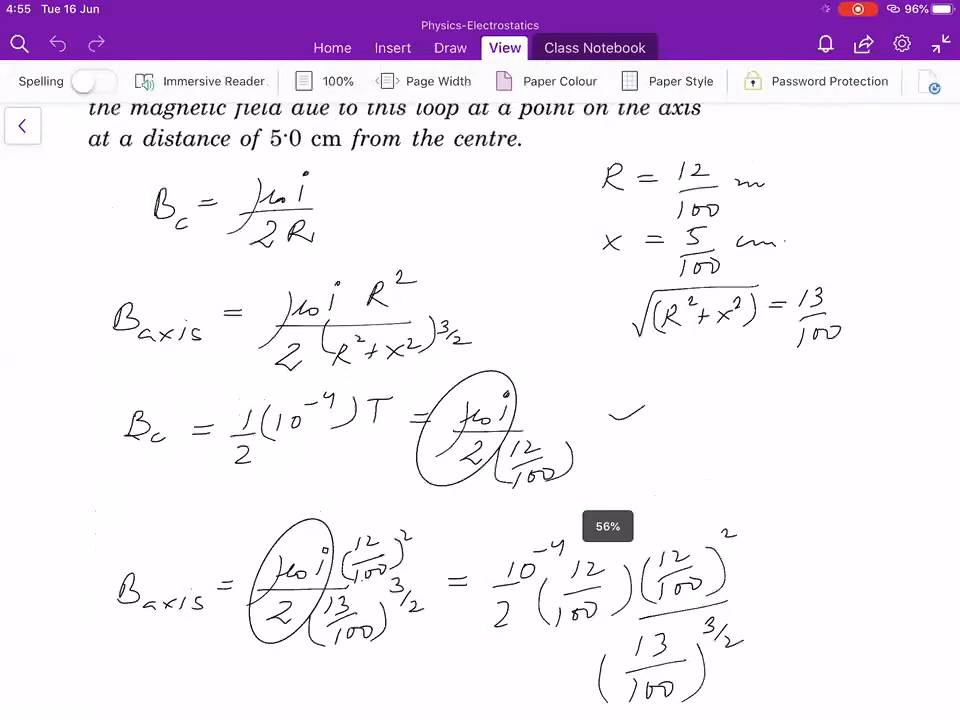 4:55 Tue 16 Jun 96%
Physics-Electrostatics
Home Insert Draw View Class Notebook
Spelling Immersive Reader 100% Page Width Paper Colour Paper Style Password Protection
the magnetic field due to this loop at a point on the axis
at a distance of 5·0 cm from the centre.
B_c = μ₀i / 2R
R = 12/100 m
x = 5/100 cm.
B_axis = μ₀i R² / 2(R²+x²)^3/2
√(R²+x²) = 13/100
B_c = 1/2 (10⁻⁴) T = μ₀i / 2(12/100) ✓
56%
B_axis = μ₀i (12/100)² / 2(13/100)^3/2 = 10⁻⁴/2 (12/100) (12/100)² / (13/100)^3/2